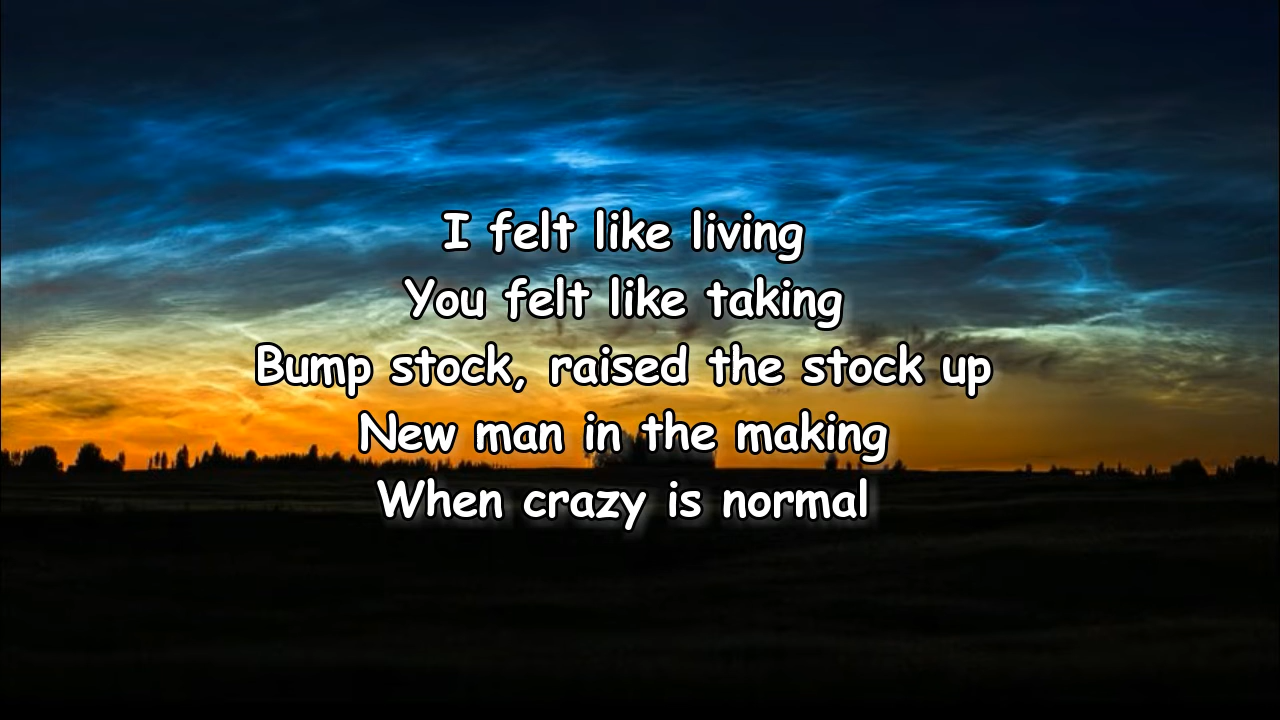 I felt like living
You felt like taking
Bump stock, raised the stock up
New man in the making
When crazy is normal